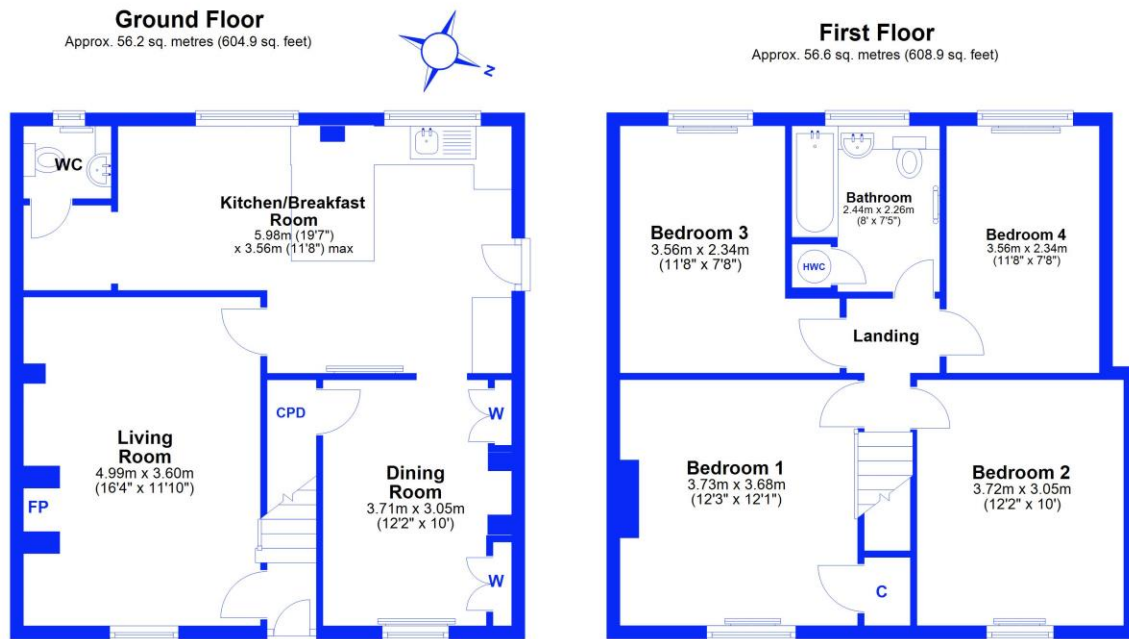 Ground Floor
Approx. 56.2 sq. metres (604.9 sq. feet)
N
WC
Kitchen/Breakfast
Room
5.98m (19'7")
x 3.56m (11'8") max
CPD
W
Living
Room
4.99m x 3.60m
(16'4" x 11'10")
FP
Dining
Room
3.71m x 3.05m
(12'2" x 10')
W
First Floor
Approx. 56.6 sq. metres (608.9 sq. feet)
Bedroom 3
3.56m x 2.34m
(11'8" x 7'8")
Bathroom
2.44m x 2.26m
(8' x 7'5")
HWC
Bedroom 4
3.56m x 2.34m
(11'8" x 7'8")
Landing
Bedroom 1
3.73m x 3.68m
(12'3" x 12'1")
Bedroom 2
3.72m x 3.05m
(12'2" x 10')
C